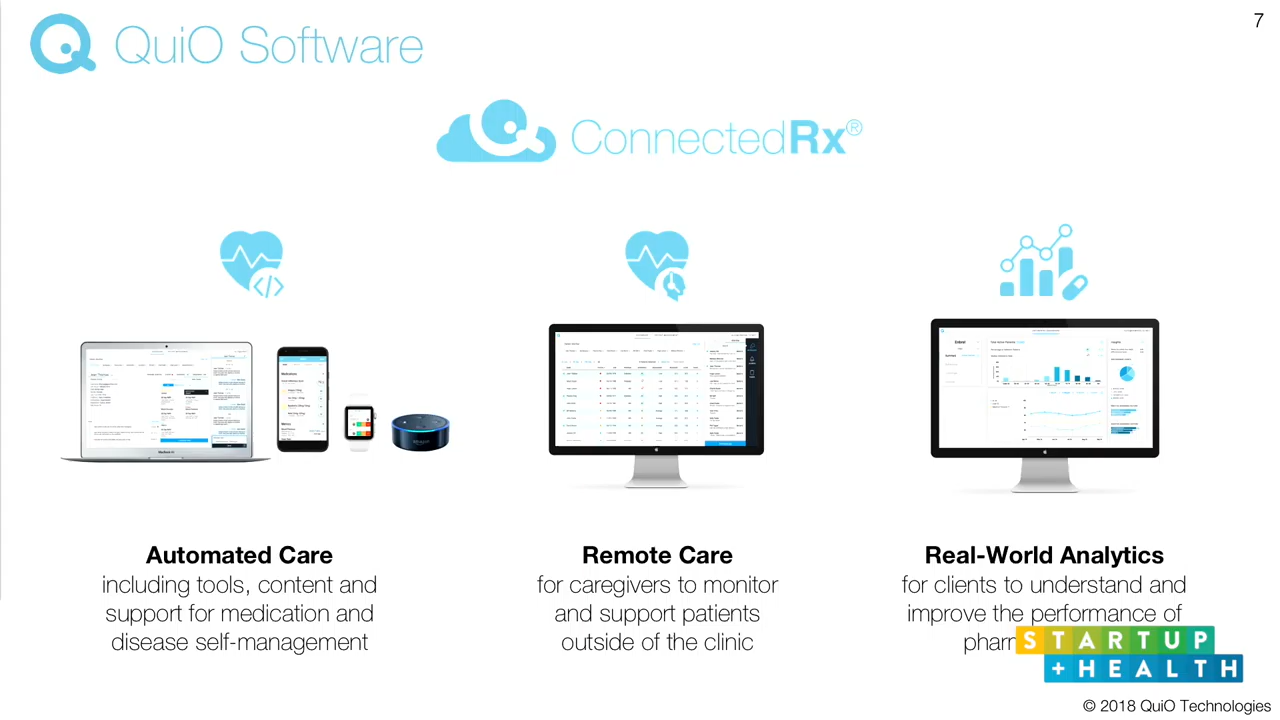 7
QuiO Software
ConnectedRx®
Automated Care
including tools, content and
support for medication and
disease self-management
Remote Care
for caregivers to monitor
and support patients
outside of the clinic
Real-World Analytics
for clients to understand and
improve the performance of
STARTUP
+HEALTH
© 2018 QuiO Technologies